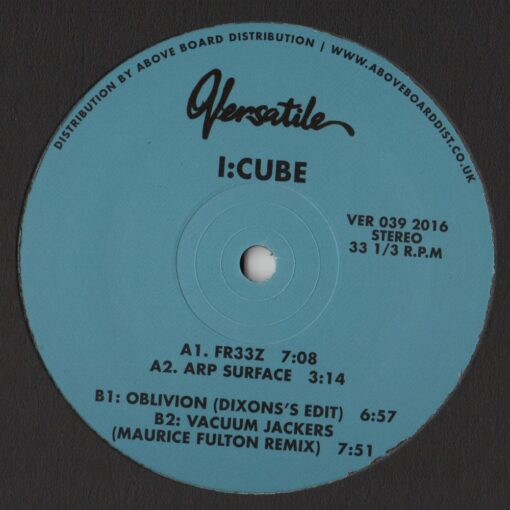 DISTRIBUTION BY ABOVE BOARD DISTRIBUTION | WWW.ABOVEBOARDDIST.CO.UK
Versatile
I:CUBE
VER 039 2016
STEREO
33 1/3 R.P.M
A1. FR33Z 7:08
A2. ARP SURFACE 3:14
B1: OBLIVION (DIXONS'S EDIT) 6:57
B2: VACUUM JACKERS
(MAURICE FULTON REMIX) 7:51